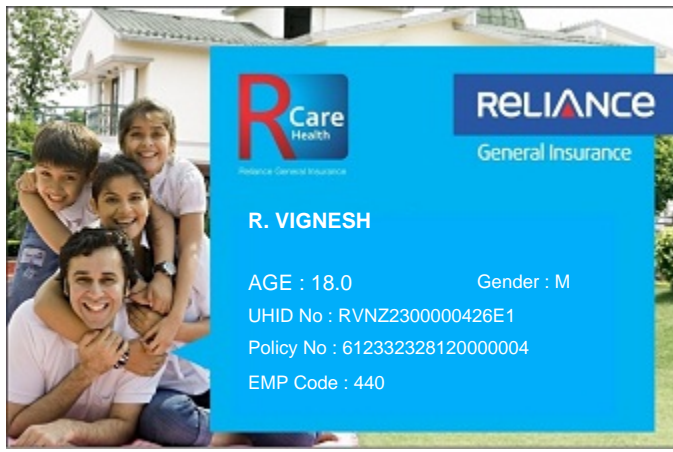 R Care
Health
Reliance General Insurance
RELIANCE
General Insurance
R. VIGNESH
AGE : 18.0 Gender : M
UHID No : RVNZ2300000426E1
Policy No : 612332328120000004
EMP Code : 440